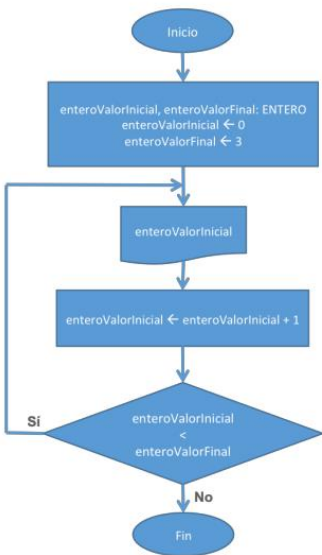 Inicio
enteroValorInicial, enteroValorFinal: ENTERO
enteroValorInicial ← 0
enteroValorFinal ← 3
enteroValorInicial
enteroValorInicial ← enteroValorInicial + 1
Sí
enteroValorInicial
<
enteroValorFinal
No
Fin